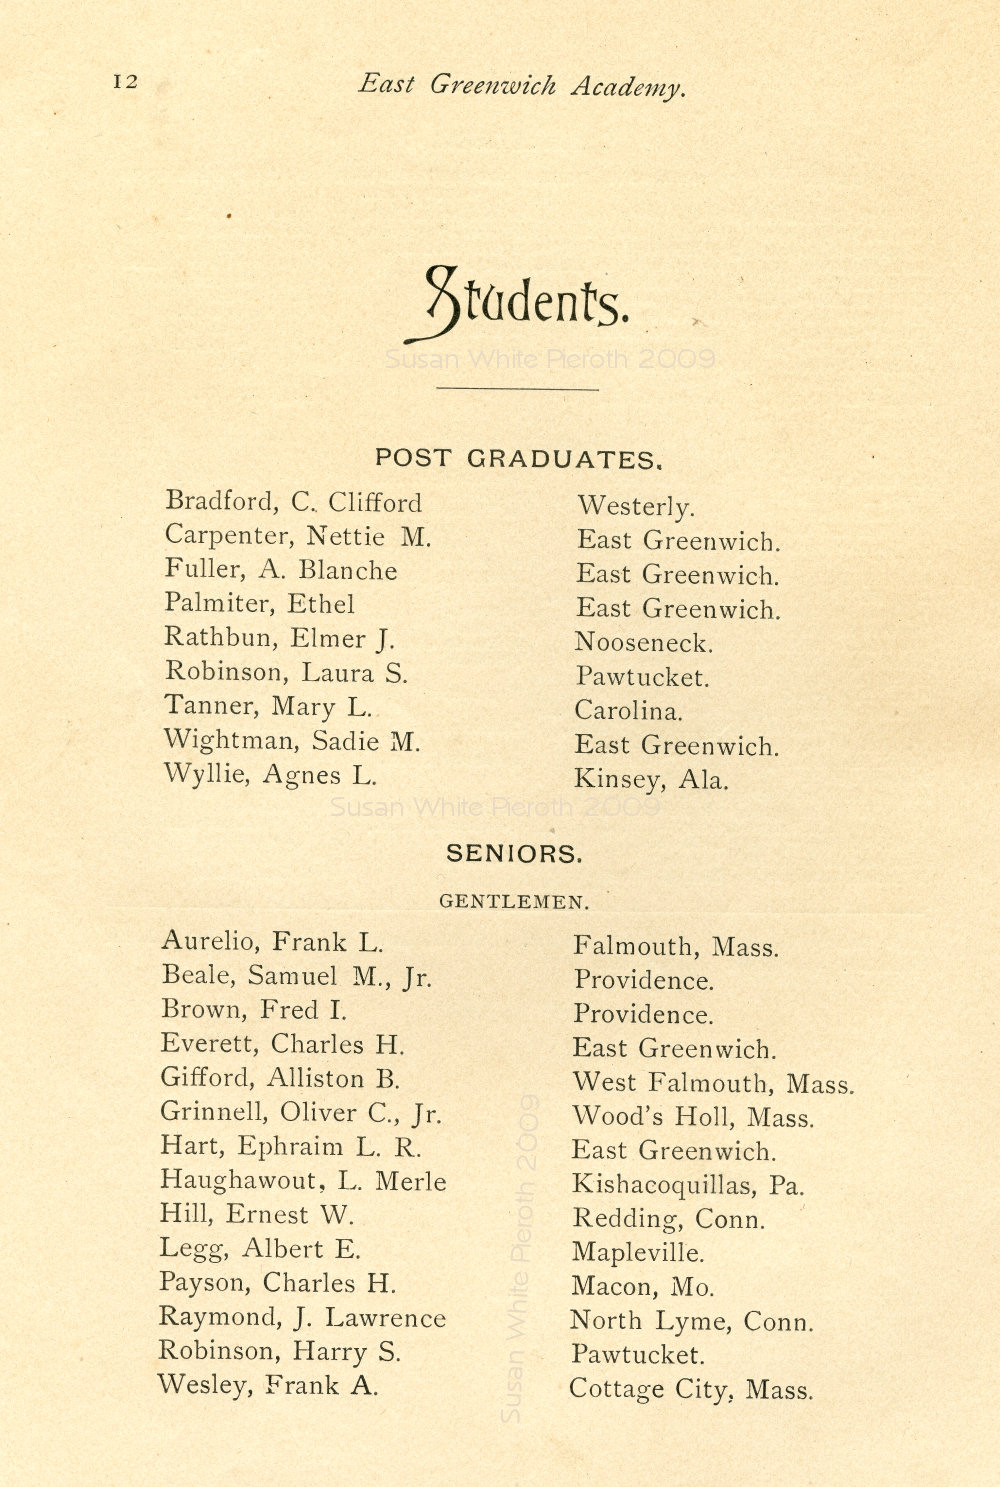 12
East Greenwich Academy.
Students.
Susan White Pieroth 2009
POST GRADUATES.
Bradford, C. Clifford Westerly.
Carpenter, Nettie M. East Greenwich.
Fuller, A. Blanche East Greenwich.
Palmiter, Ethel East Greenwich.
Rathbun, Elmer J. Nooseneck.
Robinson, Laura S. Pawtucket.
Tanner, Mary L. Carolina.
Wightman, Sadie M. East Greenwich.
Wyllie, Agnes L. Kinsey, Ala.
Susan White Pieroth 2009
SENIORS.
GENTLEMEN.
Aurelio, Frank L. Falmouth, Mass.
Beale, Samuel M., Jr. Providence.
Brown, Fred I. Providence.
Everett, Charles H. East Greenwich.
Gifford, Alliston B. West Falmouth, Mass.
Grinnell, Oliver C., Jr. Wood's Holl, Mass.
Hart, Ephraim L. R. East Greenwich.
Haughawout, L. Merle Kishacoquillas, Pa.
Hill, Ernest W. Redding, Conn.
Legg, Albert E. Mapleville.
Payson, Charles H. Macon, Mo.
Raymond, J. Lawrence North Lyme, Conn.
Robinson, Harry S. Pawtucket.
Wesley, Frank A. Cottage City, Mass.
Susan White Pieroth 2009